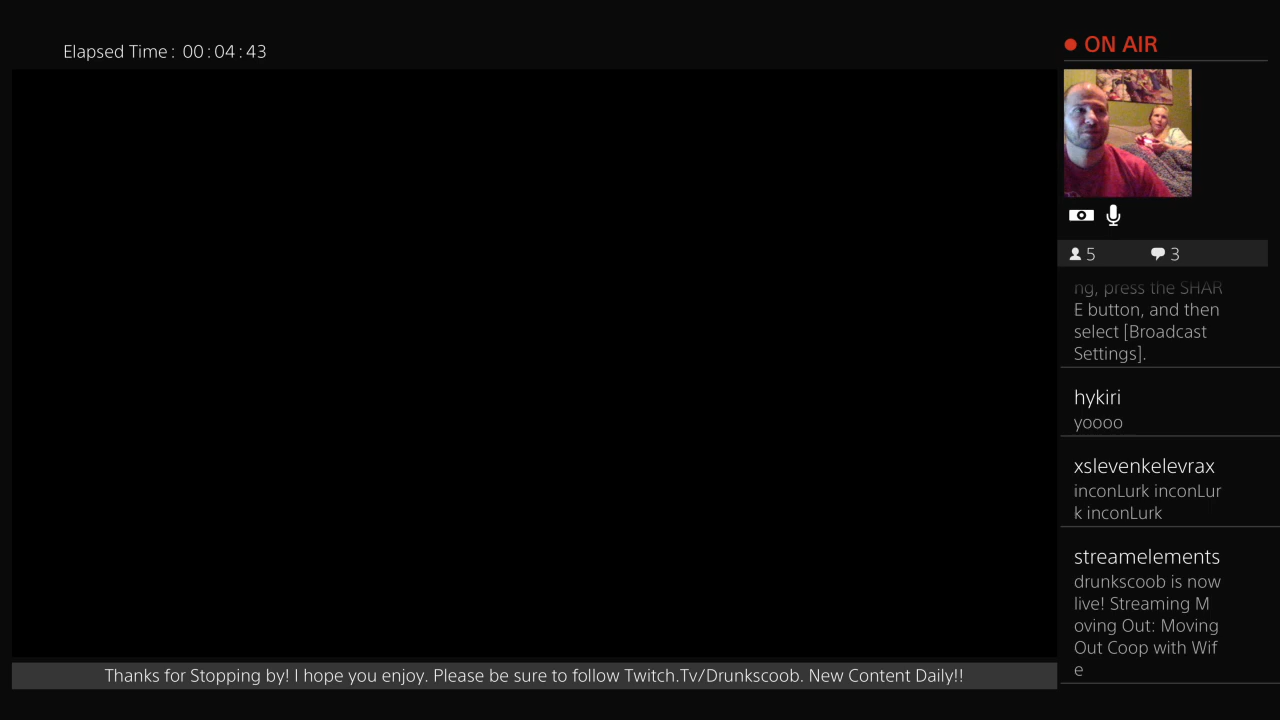 Elapsed Time : 00 : 04 : 43
ON AIR
5
3
ng, press the SHAR
E button, and then
select [Broadcast
Settings].
hykiri
yoooo
xslevenkelevrax
inconLurk inconLur
k inconLurk
streamelements
drunkscoob is now
live! Streaming M
oving Out: Moving
Out Coop with Wif
e
Thanks for Stopping by! I hope you enjoy. Please be sure to follow Twitch.Tv/Drunkscoob. New Content Daily!!